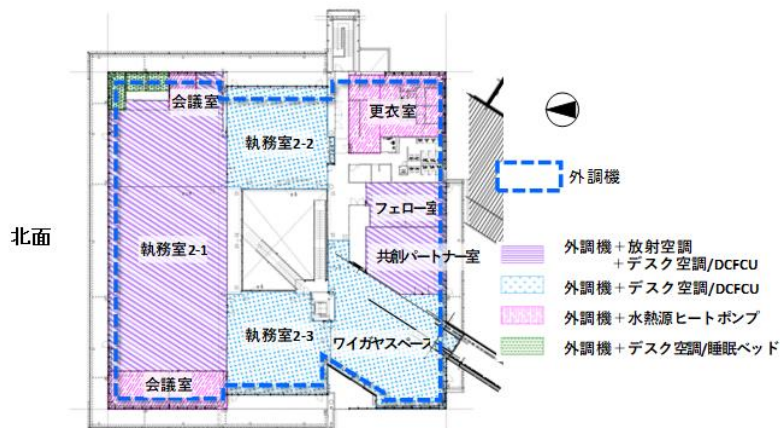 会議室
更衣室
執務室2-2
外調機
フェロー室
北面
執務室2-1
共創パートナー室
外調機+放射空調
+デスク空調/DCFCU
外調機+デスク空調/DCFCU
執務室2-3
ワイガヤスペース
外調機+水熱源ヒートポンプ
外調機+デスク空調/睡眠ベッド
会議室